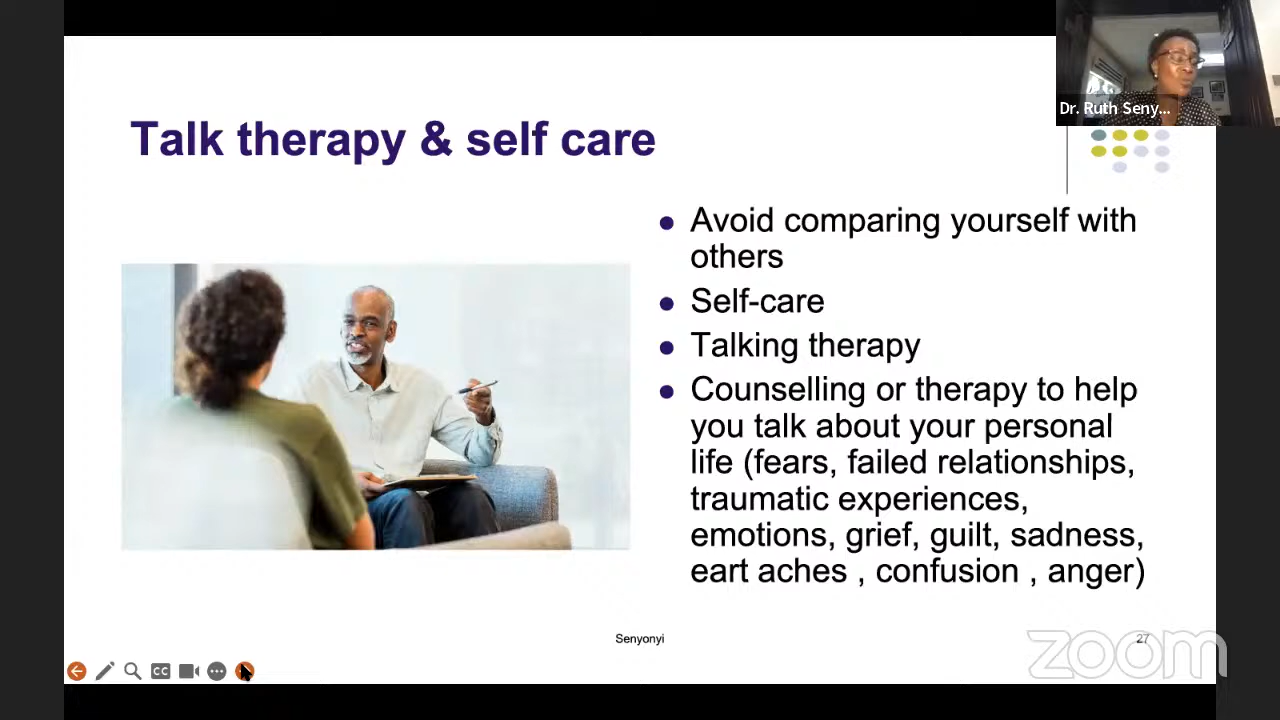 Dr. Ruth Seny...
Talk therapy & self care
Avoid comparing yourself with
others
Self-care
Talking therapy
Counselling or therapy to help
you talk about your personal
life (fears, failed relationships,
traumatic experiences,
emotions, grief, guilt, sadness,
eart aches , confusion , anger)
Senyonyi
27
zoom
CC